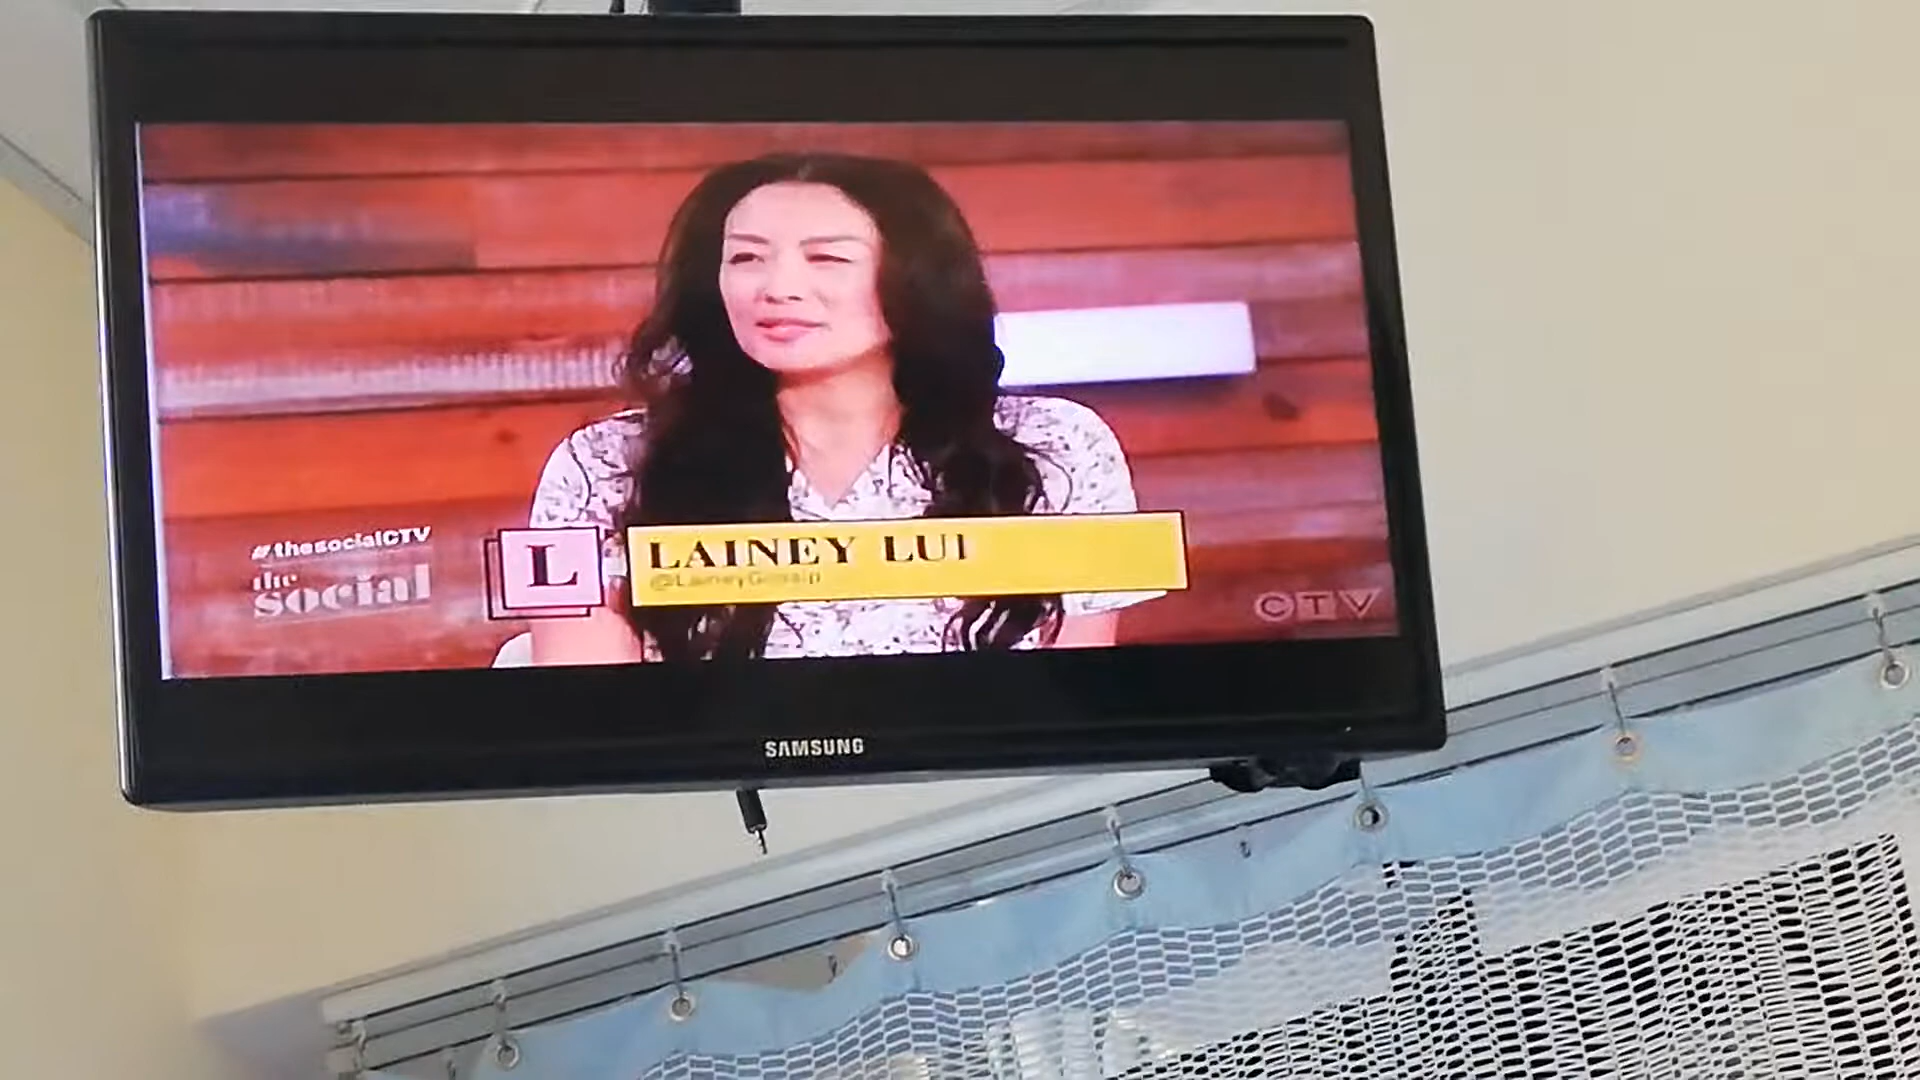 #thesocialCTV
the
social
L
LAINEY LUI
@LaineyGossip
CTV
SAMSUNG